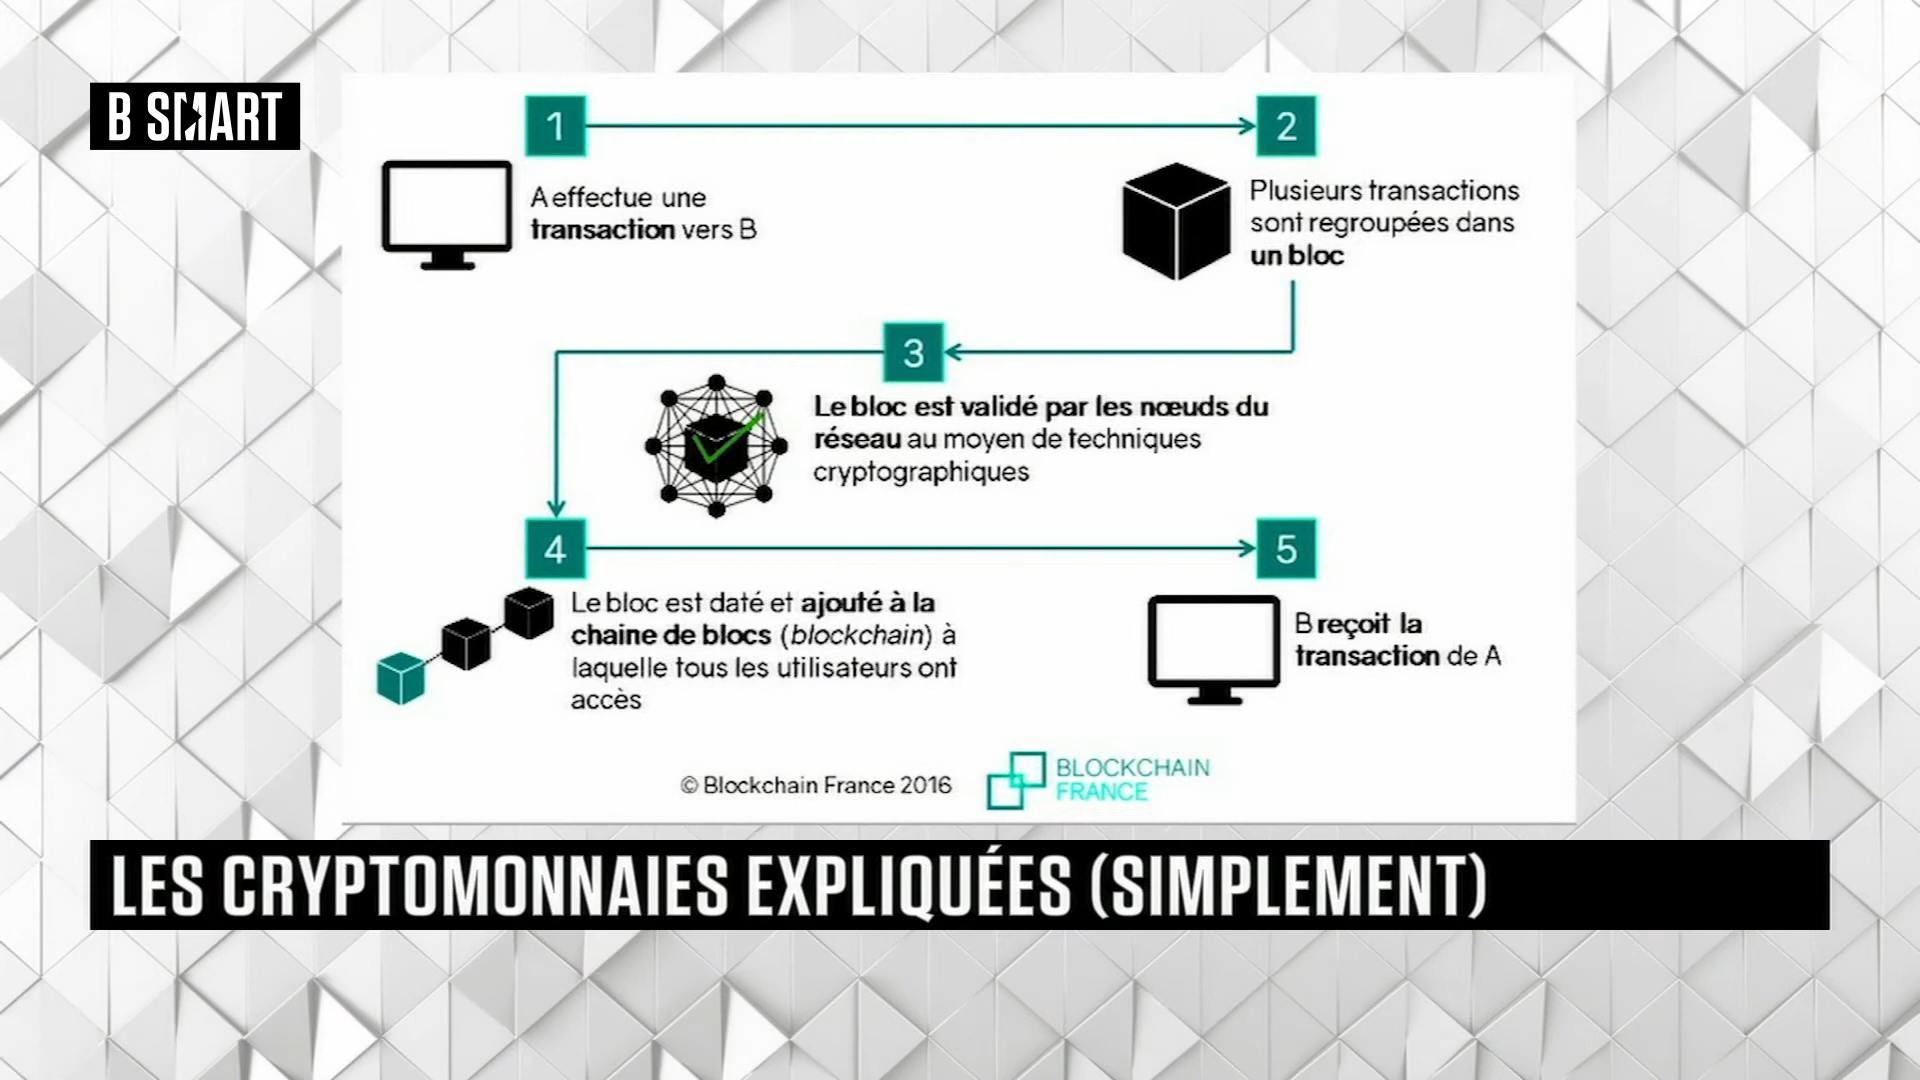 B SMART
1
2
A effectue une
transaction vers B
Plusieurs transactions
sont regroupées dans
un bloc
3
Le bloc est validé par les nœuds du
réseau au moyen de techniques
cryptographiques
4
5
Le bloc est daté et ajouté à la
chaine de blocs (blockchain) à
laquelle tous les utilisateurs ont
accès
B reçoit la
transaction de A
© Blockchain France 2016
BLOCKCHAIN
FRANCE
LES CRYPTOMONNAIES EXPLIQUÉES (SIMPLEMENT)